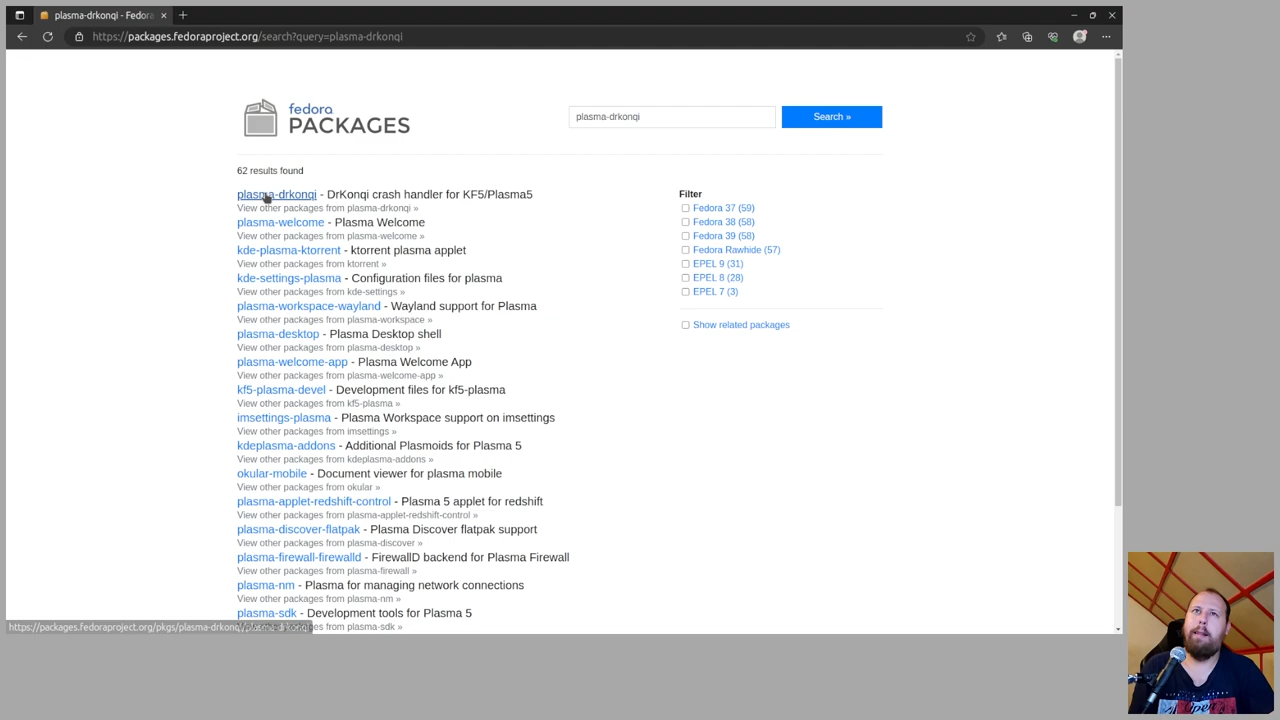 plasma-drkonqi - Fedora
https://packages.fedoraproject.org/search?query=plasma-drkonqi
fedora
PACKAGES
plasma-drkonqi
Search »
62 results found
plasma-drkonqi - DrKonqi crash handler for KF5/Plasma5
View other packages from plasma-drkonqi »
plasma-welcome - Plasma Welcome
View other packages from plasma-welcome »
kde-plasma-ktorrent - ktorrent plasma applet
View other packages from ktorrent »
kde-settings-plasma - Configuration files for plasma
View other packages from kde-settings »
plasma-workspace-wayland - Wayland support for Plasma
View other packages from plasma-workspace »
plasma-desktop - Plasma Desktop shell
View other packages from plasma-desktop »
plasma-welcome-app - Plasma Welcome App
View other packages from plasma-welcome-app »
kf5-plasma-devel - Development files for kf5-plasma
View other packages from kf5-plasma »
imsettings-plasma - Plasma Workspace support on imsettings
View other packages from imsettings »
kdeplasma-addons - Additional Plasmoids for Plasma 5
View other packages from kdeplasma-addons »
okular-mobile - Document viewer for plasma mobile
View other packages from okular »
plasma-applet-redshift-control - Plasma 5 applet for redshift
View other packages from plasma-applet-redshift-control »
plasma-discover-flatpak - Plasma Discover flatpak support
View other packages from plasma-discover »
plasma-firewall-firewalld - FirewallD backend for Plasma Firewall
View other packages from plasma-firewall »
plasma-nm - Plasma for managing network connections
View other packages from plasma-nm »
plasma-sdk - Development tools for Plasma 5
plasma-sdk »
Filter
Fedora 37 (59)
Fedora 38 (58)
Fedora 39 (58)
Fedora Rawhide (57)
EPEL 9 (31)
EPEL 8 (28)
EPEL 7 (3)
Show related packages
https://packages.fedoraproject.org/pkgs/plasma-drkonqi/plasma-drkonqi
Open